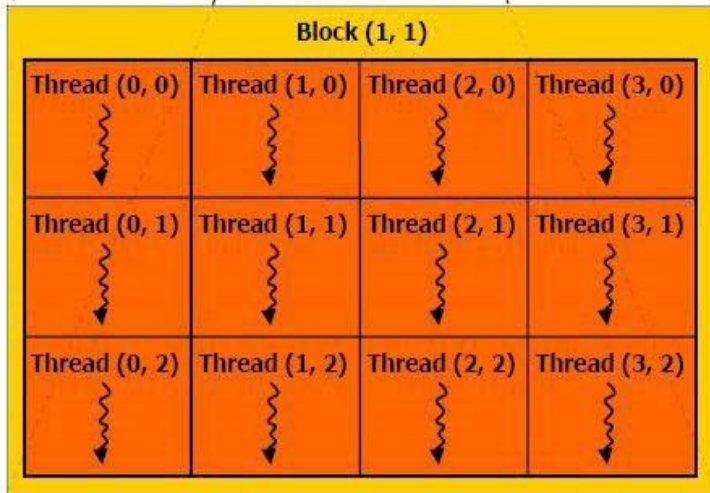 Block (1, 1)
Thread (0, 0) Thread (1, 0) Thread (2, 0) Thread (3, 0)
Thread (0, 1) Thread (1, 1) Thread (2, 1) Thread (3, 1)
Thread (0, 2) Thread (1, 2) Thread (2, 2) Thread (3, 2)